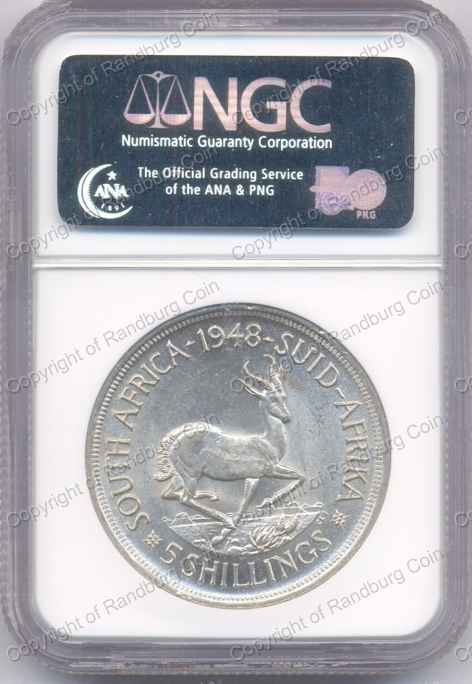 NGC
Numismatic Guaranty Corporation
The Official Grading Service
of the ANA & PNG
ANA
1891
PNG
SOUTH AFRICA - 1948 - SUID-AFRIKA
5 SHILLINGS
Copyright of Randburg Coin